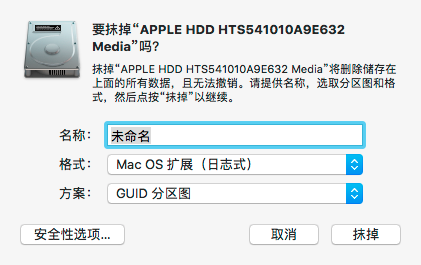 要抹掉“APPLE HDD HTS541010A9E632
Media”吗?
抹掉“APPLE HDD HTS541010A9E632 Media”将删除储存在
上面的所有数据，且无法撤销。请提供名称，选取分区图和格
式，然后点按“抹掉”以继续。
名称： 未命名
格式： Mac OS 扩展（日志式）
方案： GUID 分区图
安全性选项... 取消 抹掉